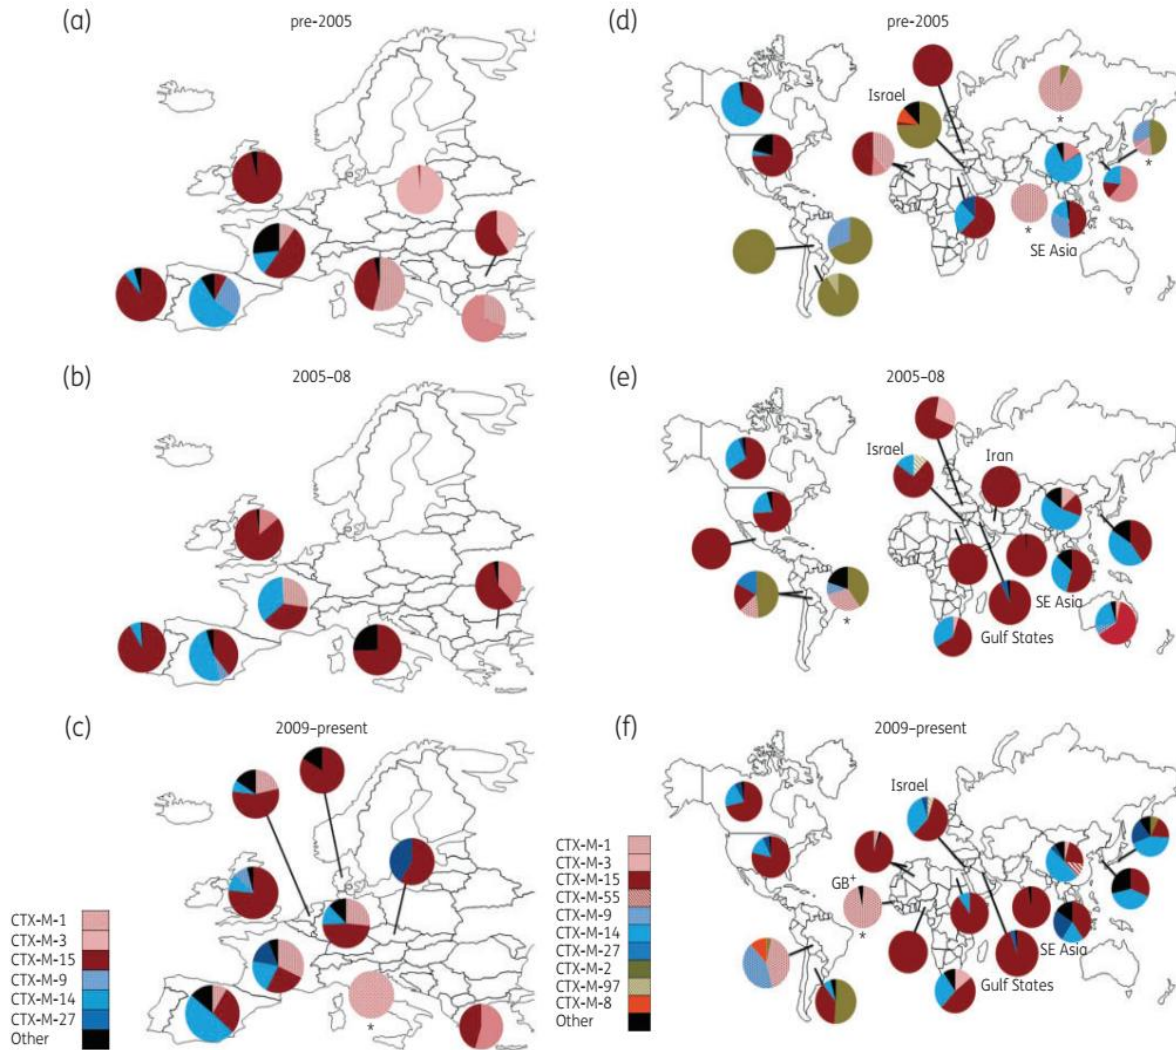 (a)
pre-2005
(d)
pre-2005
Israel
*
*
*
SE Asia
(b)
2005–08
(e)
2005–08
Israel
Iran
SE Asia
Gulf States
*
(c)
2009–present
(f)
2009–present
Israel
GB+
*
SE Asia
Gulf States
*
CTX-M-1
CTX-M-3
CTX-M-15
CTX-M-9
CTX-M-14
CTX-M-27
Other
CTX-M-1
CTX-M-3
CTX-M-15
CTX-M-55
CTX-M-9
CTX-M-14
CTX-M-27
CTX-M-2
CTX-M-97
CTX-M-8
Other